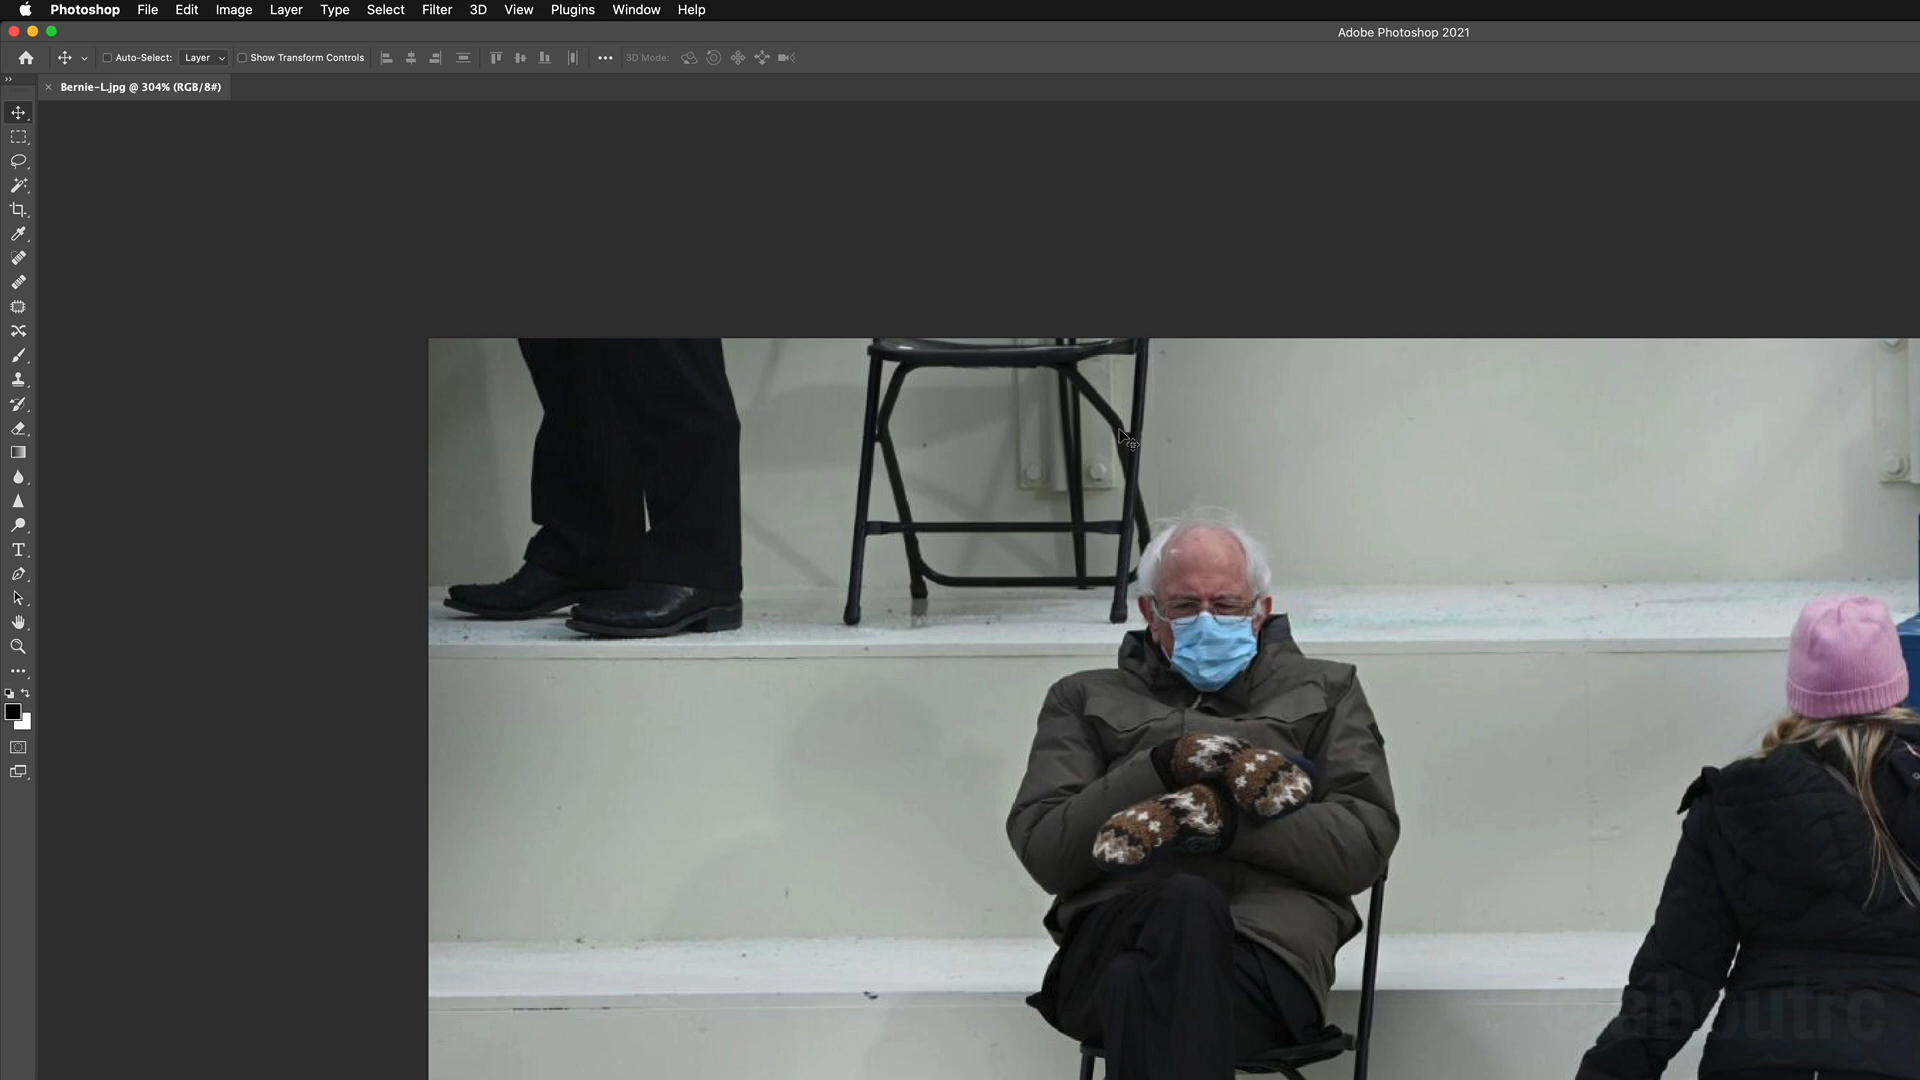 Photoshop File Edit Image Layer Type Select Filter 3D View Plugins Window Help
Adobe Photoshop 2021
Auto-Select: Layer Show Transform Controls 3D Mode:
Bernie-L.jpg @ 304% (RGB/8#)
aboutrc